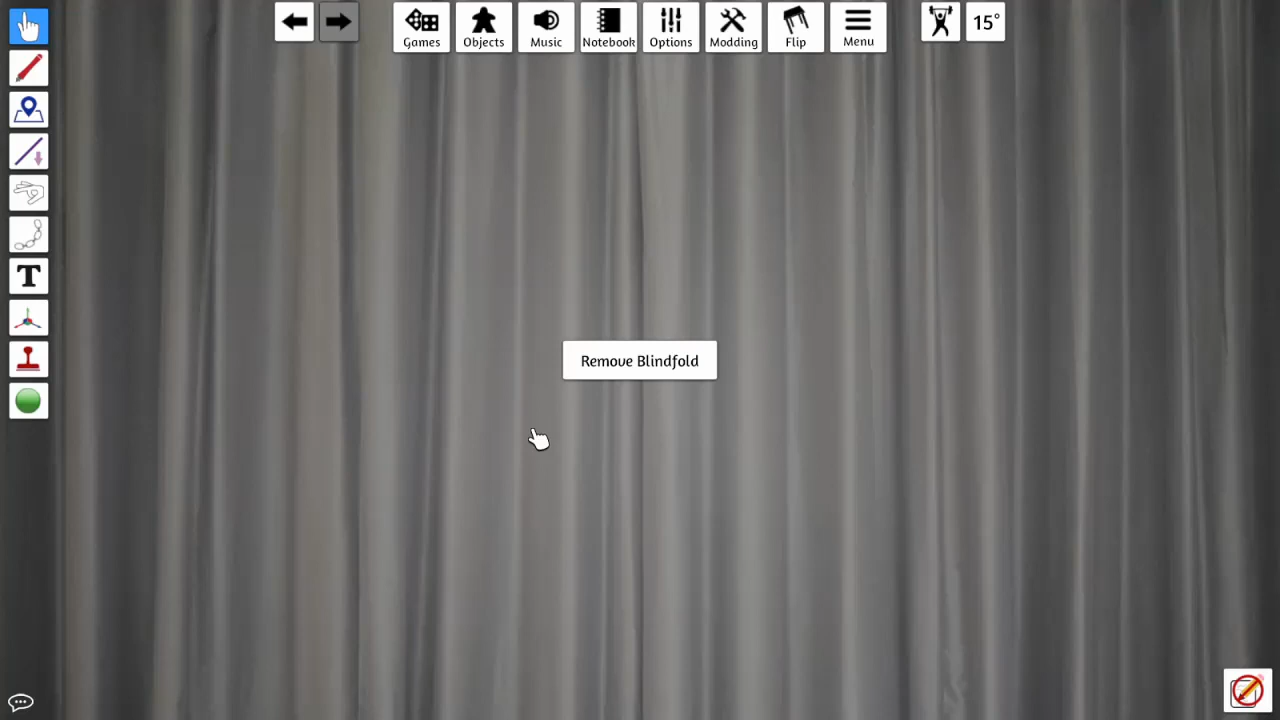 Games
Objects
Music
Notebook
Options
Modding
Flip
Menu
15°
T
Remove Blindfold